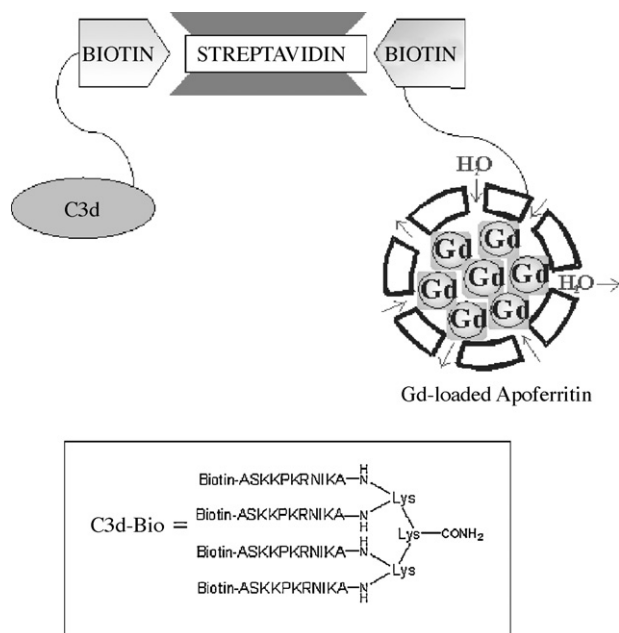 BIOTIN
STREPTAVIDIN
BIOTIN
C3d
H2O
Gd
Gd
Gd
Gd
Gd
Gd
Gd
H2O
Gd-loaded Apoferritin
C3d-Bio =
Biotin-ASKKPKRNIKA-N
H
Biotin-ASKKPKRNIKA-N
H
Biotin-ASKKPKRNIKA-N
H
Biotin-ASKKPKRNIKA-N
H
Lys
Lys
Lys
CONH2